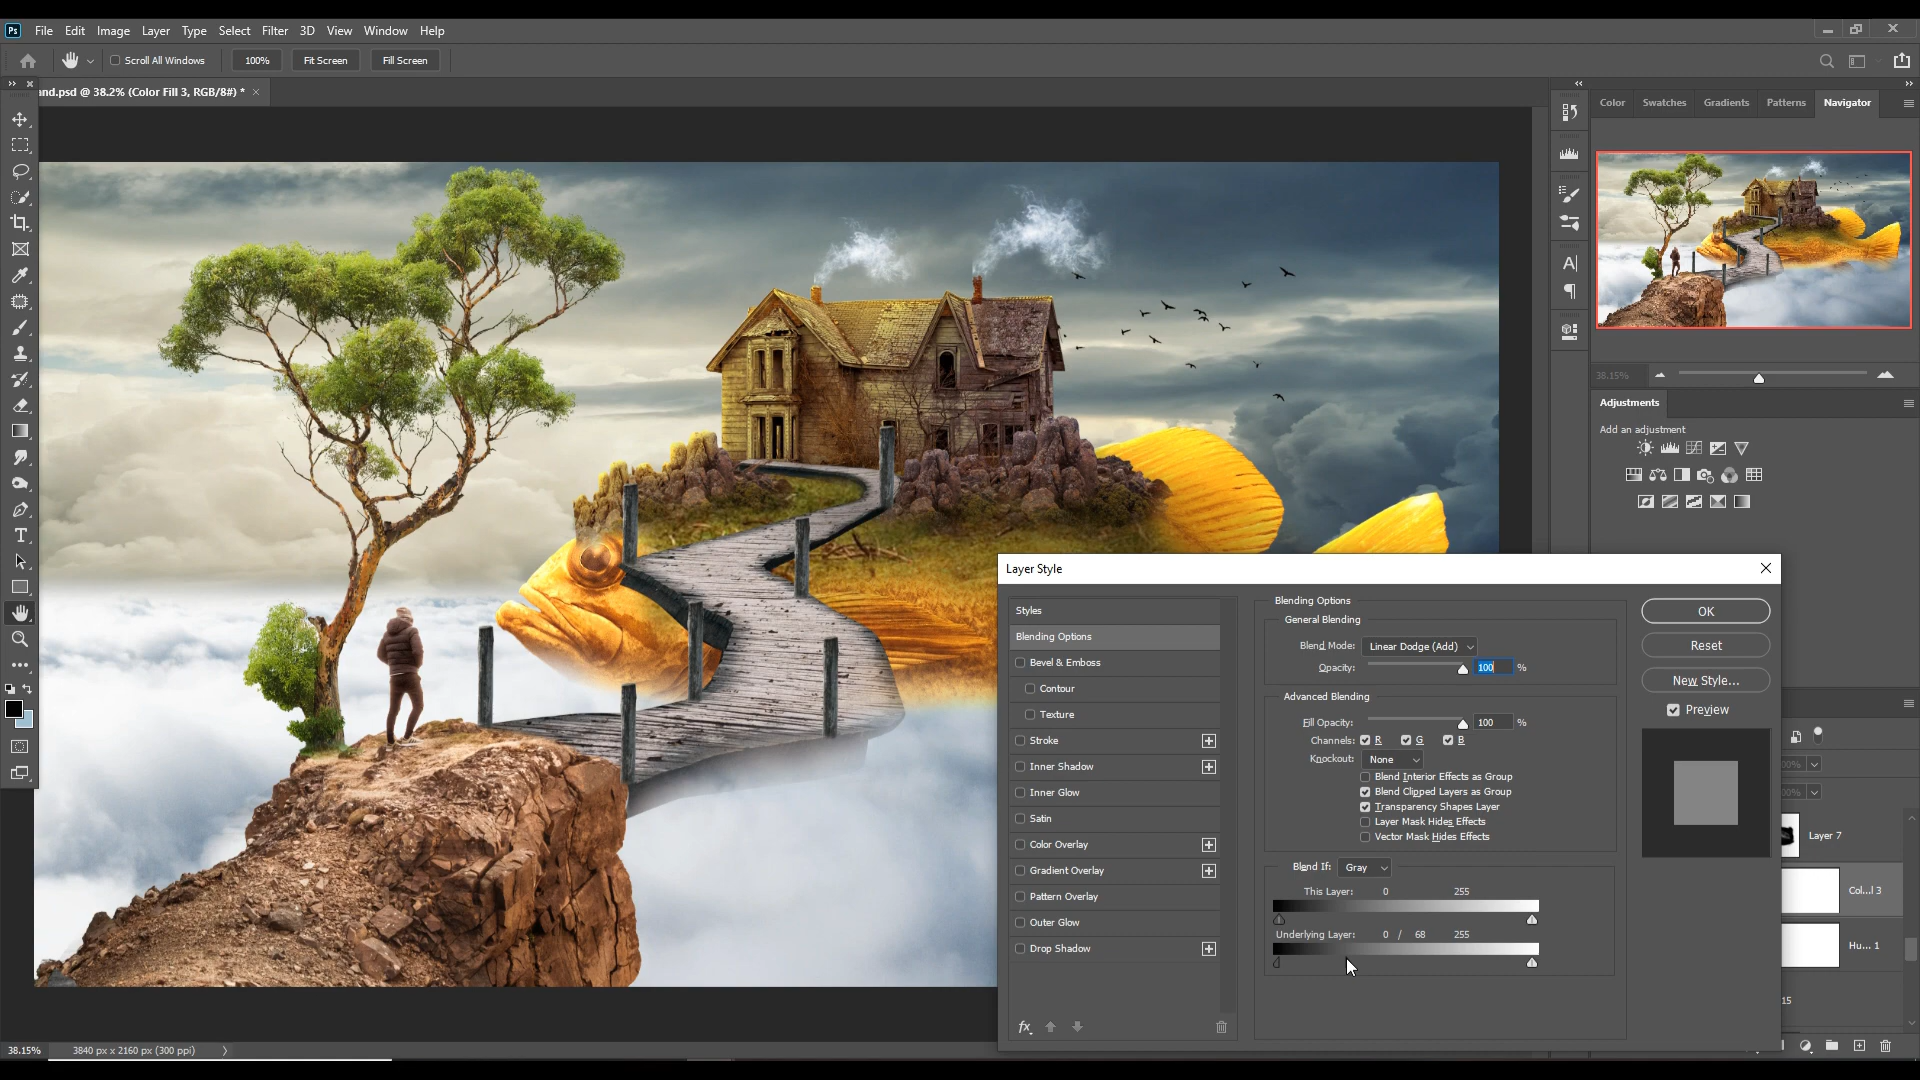 Ps File Edit Image Layer Type Select Filter 3D View Window Help
Scroll All Windows 100% Fit Screen Fill Screen
and.psd @ 38.2% (Color Fill 3, RGB/8#) *
Color Swatches Gradients Patterns Navigator
38.15%
Adjustments
Add an adjustment
Layer Style
Styles
Blending Options
Bevel & Emboss
Contour
Texture
Stroke
Inner Shadow
Inner Glow
Satin
Color Overlay
Gradient Overlay
Pattern Overlay
Outer Glow
Drop Shadow
fx
Blending Options
General Blending
Blend Mode: Linear Dodge (Add)
Opacity: 100 %
Advanced Blending
Fill Opacity: 100 %
Channels: R G B
Knockout: None
Blend Interior Effects as Group
Blend Clipped Layers as Group
Transparency Shapes Layer
Layer Mask Hides Effects
Vector Mask Hides Effects
Blend If: Gray
This Layer: 0 255
Underlying Layer: 0 / 68 255
OK
Reset
New Style...
Preview
Layer 7
Col...l 3
Hu... 1
15
38.15% 3840 px x 2160 px (300 ppi)